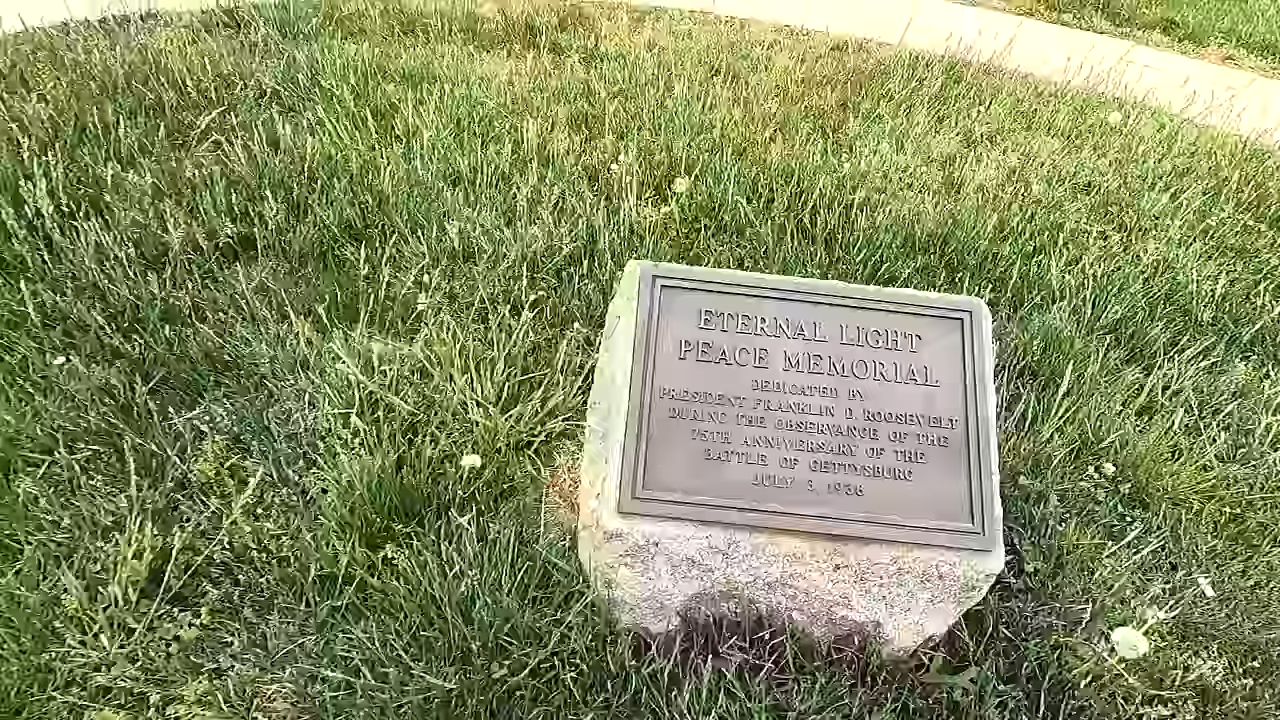 ETERNAL LIGHT
PEACE MEMORIAL
DEDICATED BY
PRESIDENT FRANKLIN D. ROOSEVELT
DURING THE OBSERVANCE OF THE
75TH ANNIVERSARY OF THE
BATTLE OF GETTYSBURG
JULY 3, 1938